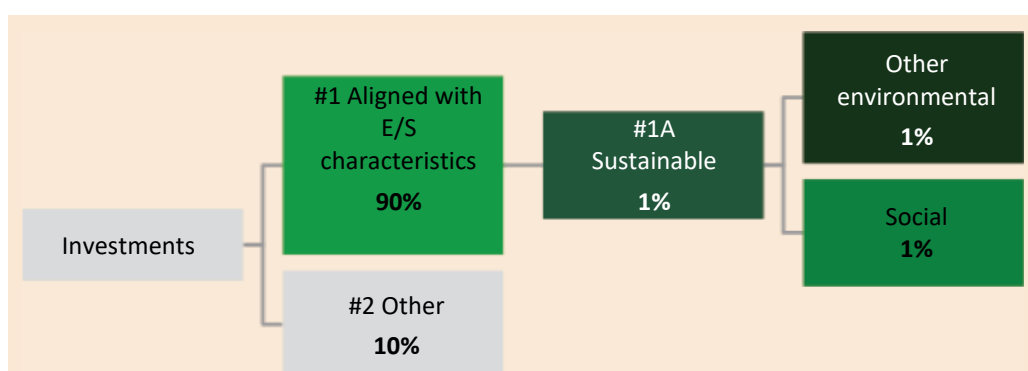 Investments
#1 Aligned with
E/S
characteristics
90%
#2 Other
10%
#1A
Sustainable
1%
Other
environmental
1%
Social
1%